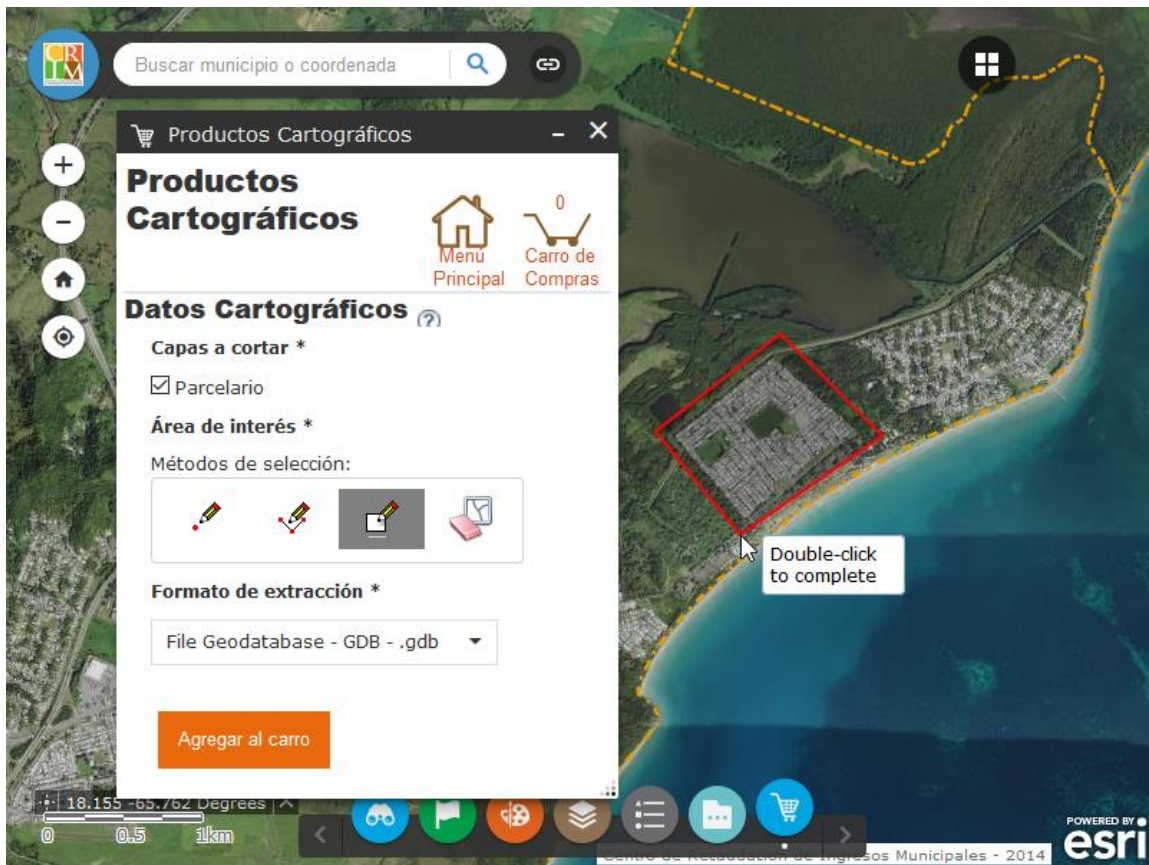 CRIM
Buscar municipio o coordenada
Productos Cartográficos
Productos
Cartográficos
0
Menú
Principal
Carro de
Compras
Datos Cartográficos ?
Capas a cortar *
Parcelario
Área de interés *
Métodos de selección:
Formato de extracción *
File Geodatabase - GDB - .gdb
Agregar al carro
Double-click
to complete
18.155 -65.762 Degrees
0 0.5 1km
Centro de Recaudación de Ingresos Municipales - 2014
POWERED BY
esri